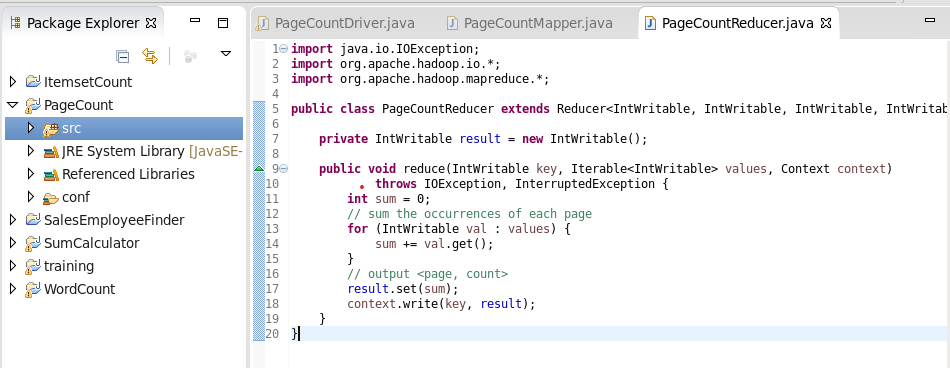 Package Explorer
ItemsetCount
PageCount
src
JRE System Library [JavaSE-
Referenced Libraries
conf
SalesEmployeeFinder
SumCalculator
training
WordCount
PageCountDriver.java
PageCountMapper.java
PageCountReducer.java
1 import java.io.IOException;
2 import org.apache.hadoop.io.*;
3 import org.apache.hadoop.mapreduce.*;
4
5 public class PageCountReducer extends Reducer<IntWritable, IntWritable, IntWritable, IntWritab
6
7 private IntWritable result = new IntWritable();
8
9 public void reduce(IntWritable key, Iterable<IntWritable> values, Context context)
10 throws IOException, InterruptedException {
11 int sum = 0;
12 // sum the occurrences of each page
13 for (IntWritable val : values) {
14 sum += val.get();
15 }
16 // output <page, count>
17 result.set(sum);
18 context.write(key, result);
19 }
20 }